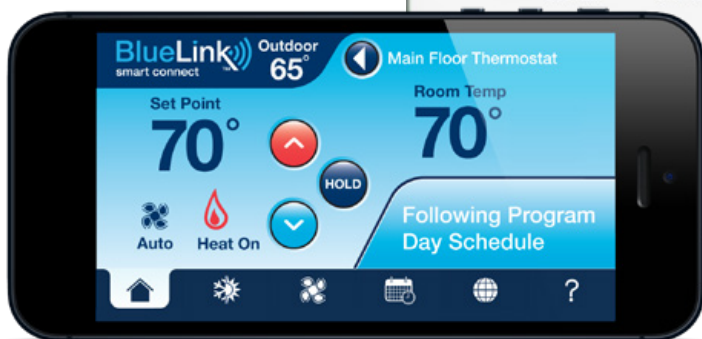 BlueLink
smart connect
TM
Outdoor
65°
Main Floor Thermostat
Set Point
70°
Room Temp
70°
HOLD
Auto
Heat On
Following Program
Day Schedule
?